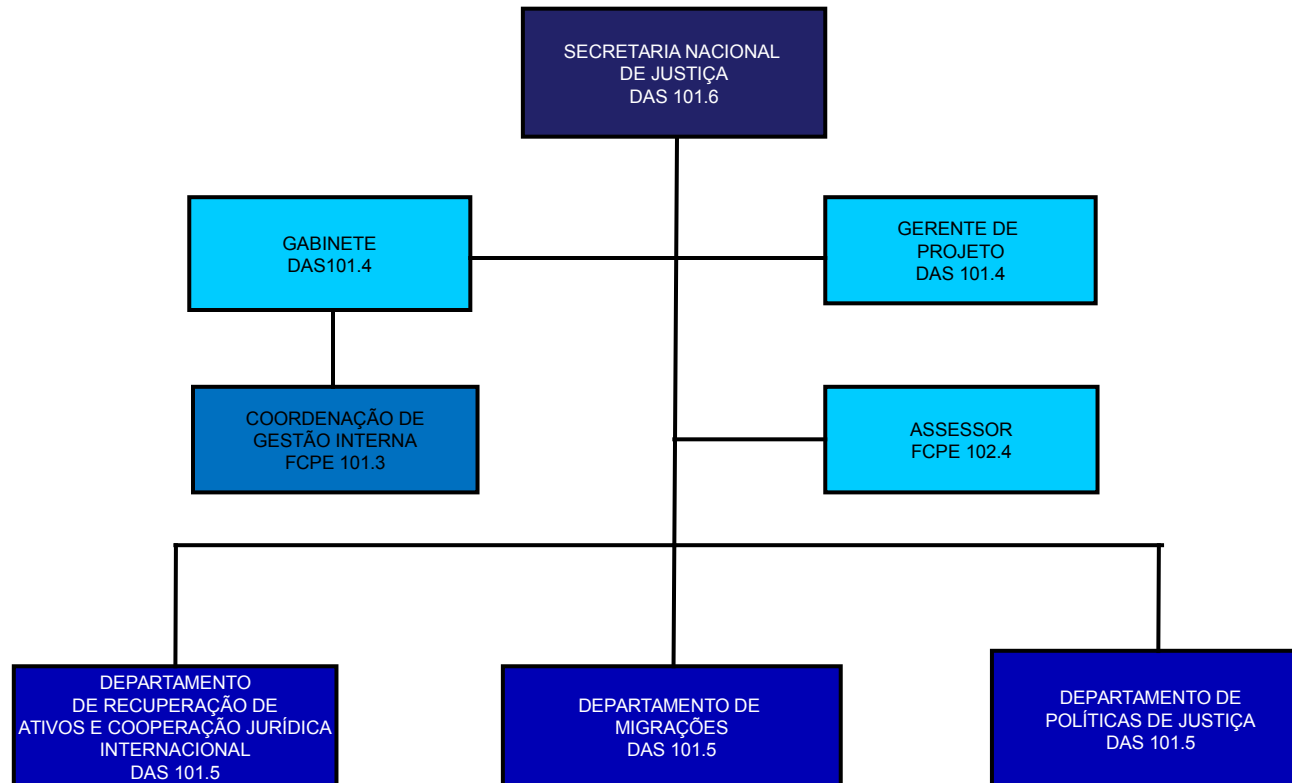 SECRETARIA NACIONAL
DE JUSTIÇA
DAS 101.6
GABINETE
DAS101.4
GERENTE DE
PROJETO
DAS 101.4
COORDENAÇÃO DE
GESTÃO INTERNA
FCPE 101.3
ASSESSOR
FCPE 102.4
DEPARTAMENTO
DE RECUPERAÇÃO DE
ATIVOS E COOPERAÇÃO JURÍDICA
INTERNACIONAL
DAS 101.5
DEPARTAMENTO DE
MIGRAÇÕES
DAS 101.5
DEPARTAMENTO DE
POLÍTICAS DE JUSTIÇA
DAS 101.5